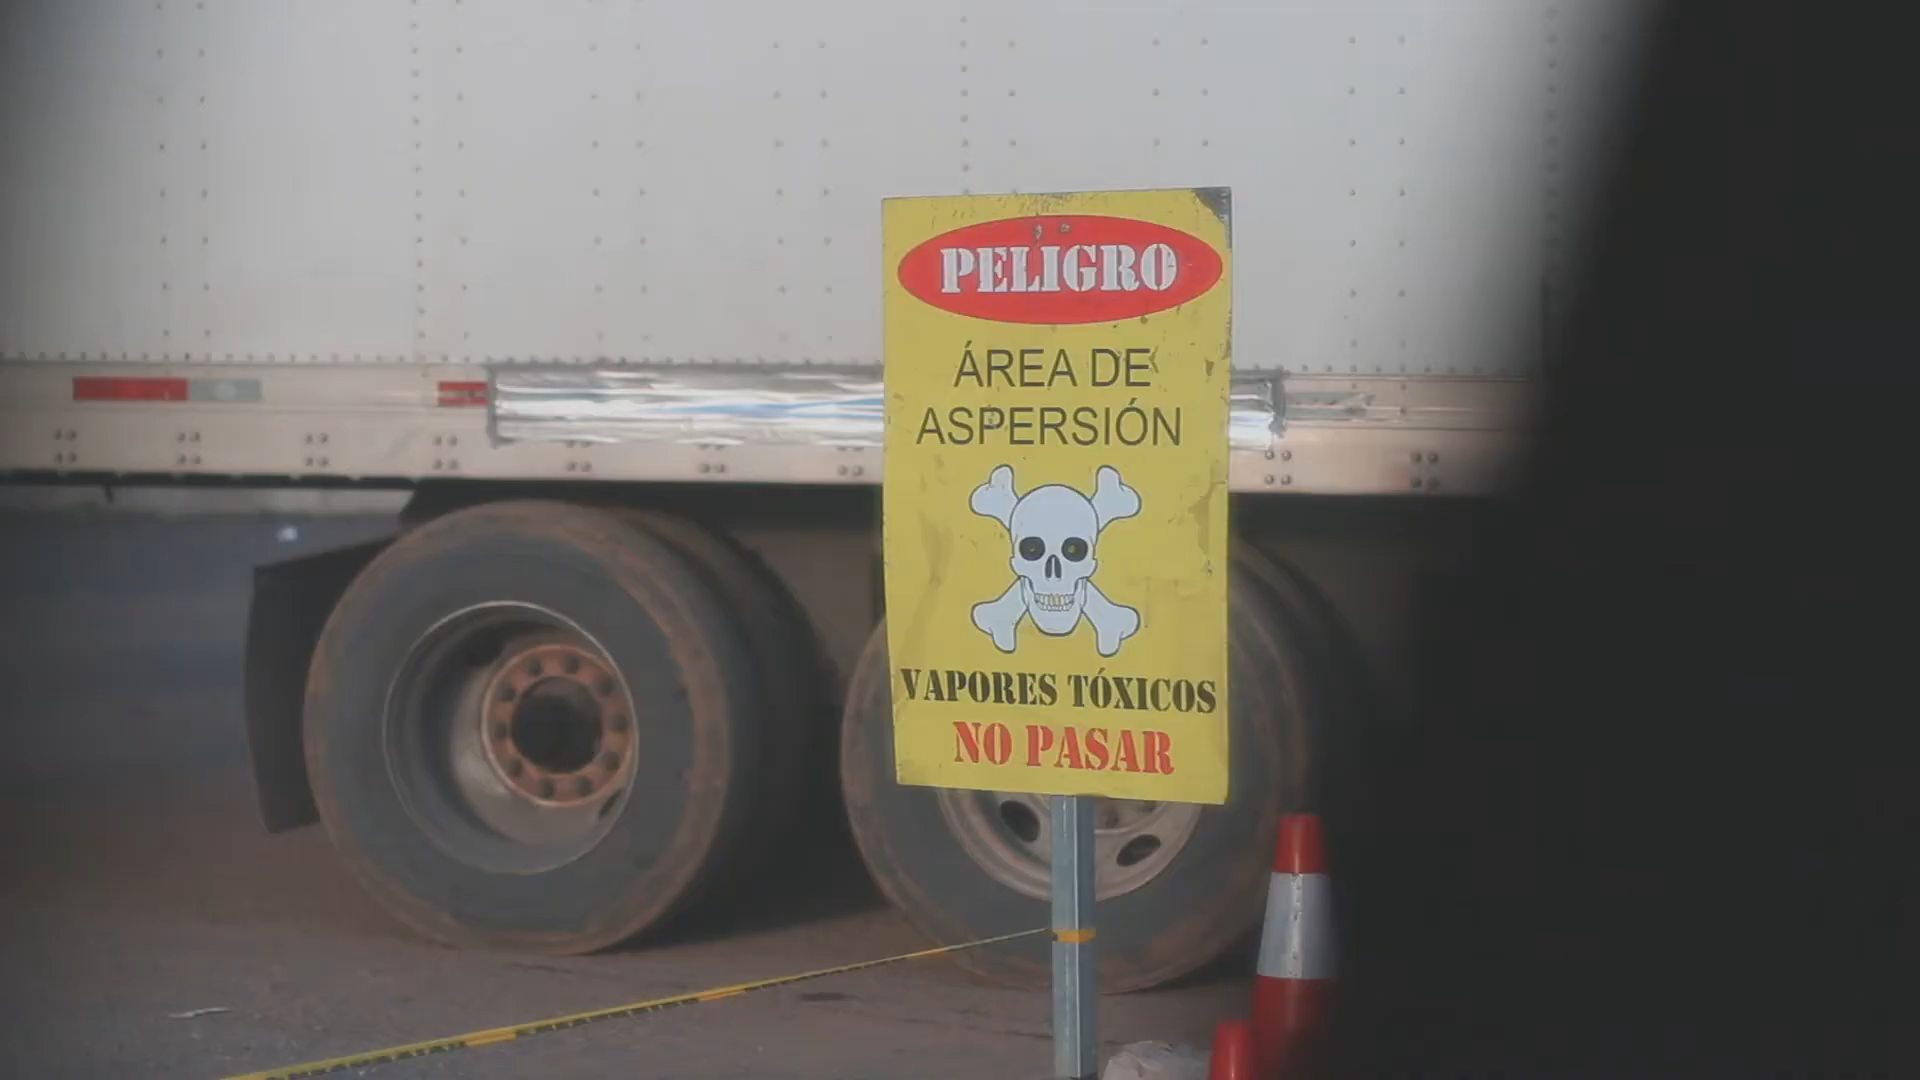 PELIGRO
ÁREA DE
ASPERSIÓN
VAPORES TÓXICOS
NO PASAR